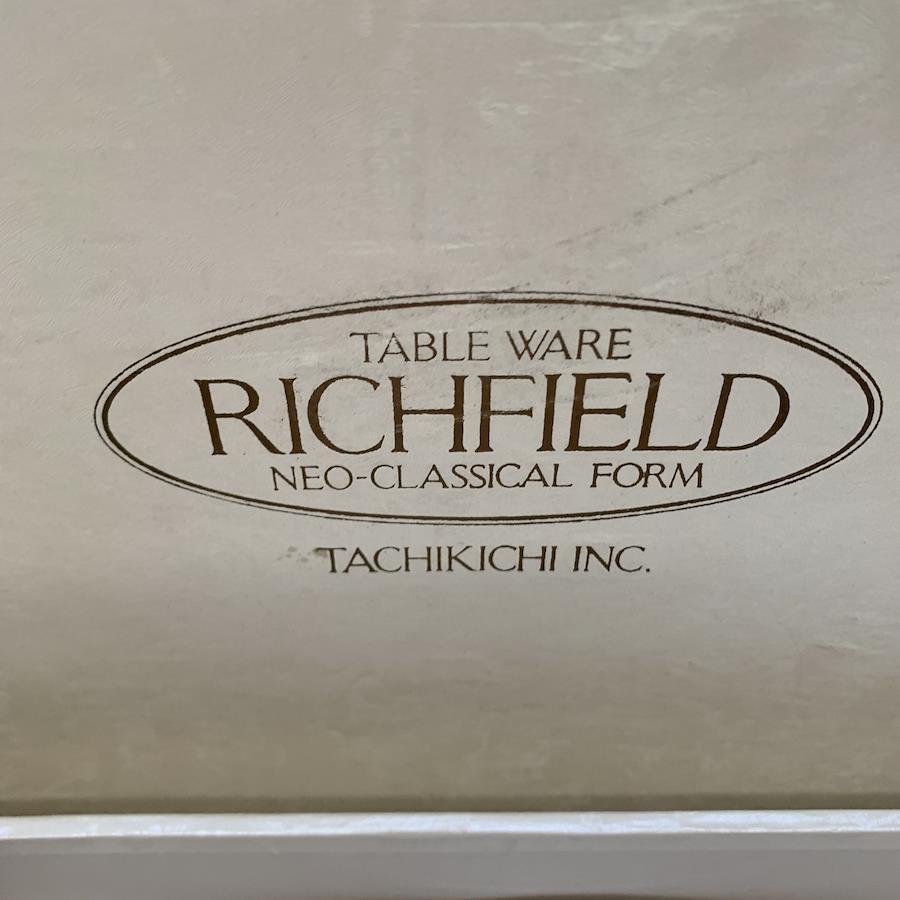 TABLE WARE
RICHFIELD
NEO-CLASSICAL FORM
TACHIKICHI INC.